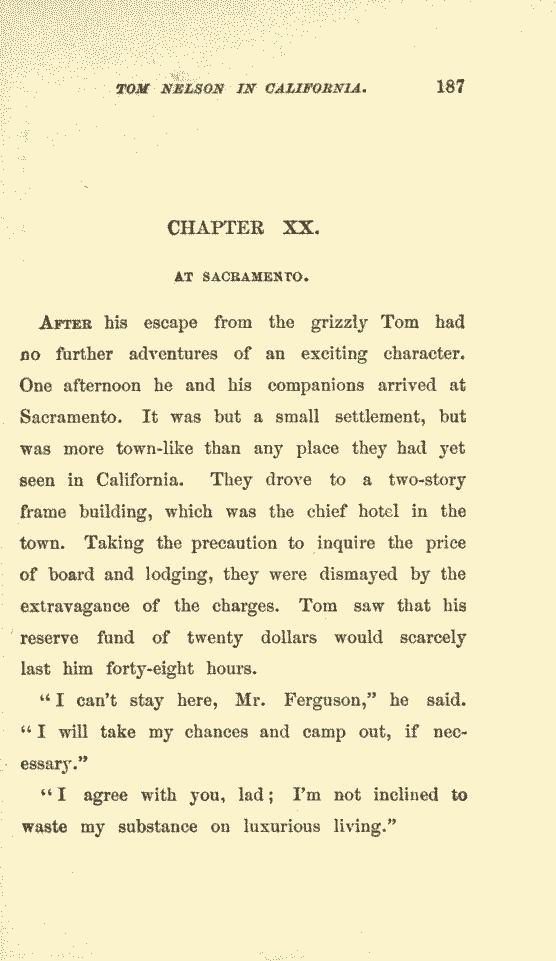 TOM NELSON IN CALIFORNIA. 187
CHAPTER XX.
AT SACRAMENTO.
AFTER his escape from the grizzly Tom had
no further adventures of an exciting character.
One afternoon he and his companions arrived at
Sacramento. It was but a small settlement, but
was more town-like than any place they had yet
seen in California. They drove to a two-story
frame building, which was the chief hotel in the
town. Taking the precaution to inquire the price
of board and lodging, they were dismayed by the
extravagance of the charges. Tom saw that his
reserve fund of twenty dollars would scarcely
last him forty-eight hours.
"I can't stay here, Mr. Ferguson," he said.
"I will take my chances and camp out, if nec-
essary."
"I agree with you, lad; I'm not inclined to
waste my substance on luxurious living."